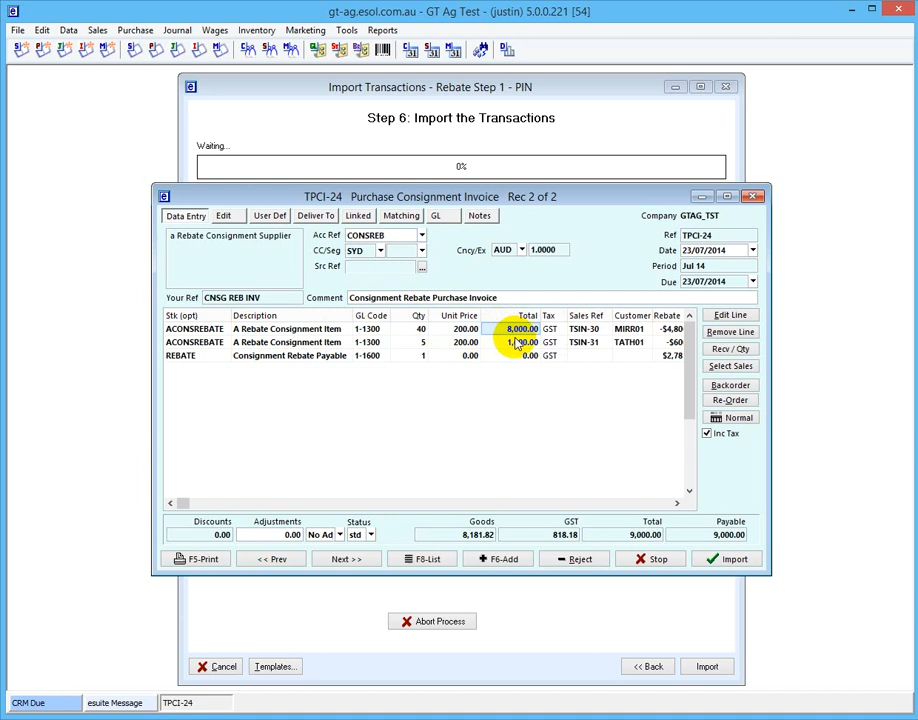 gt-ag.esol.com.au - GT Ag Test - (justin) 5.0.0.221 [54]
File Edit Data Sales Purchase Journal Wages Inventory Marketing Tools Reports
Import Transactions - Rebate Step 1 - PIN
Step 6: Import the Transactions
Waiting...
0%
TPCI-24 Purchase Consignment Invoice Rec 2 of 2
Data Entry Edit User Def Deliver To Linked Matching GL Notes Company GTAG_TST
a Rebate Consignment Supplier Acc Ref CONSREB Ref TPCI-24
CC/Seg SYD Cncy/Ex AUD 1.0000 Date 23/07/2014
Src Ref ... Period Jul 14
Due 23/07/2014
Your Ref CNSG REB INV Comment Consignment Rebate Purchase Invoice
Stk (opt) Description GL Code Qty Unit Price Total Tax Sales Ref Customer Rebate
ACONSREBATE A Rebate Consignment Item 1-1300 40 200.00 8,000.00 GST TSIN-30 MIRR01 -$4,80
ACONSREBATE A Rebate Consignment Item 1-1300 5 200.00 GST TSIN-31 TATH01 -$60
REBATE Consignment Rebate Payable 1-1600 1 0.00 0.00 GST $2,78
Edit Line
Remove Line
Recv / Qty
Select Sales
Backorder
Re-Order
Normal
Inc Tax
Discounts Adjustments Status Goods GST Total Payable
0.00 0.00 No Ad std 8,181.82 818.18 9,000.00 9,000.00
F5-Print << Prev Next >> F8-List F6-Add Reject Stop Import
Abort Process
Cancel Templates... << Back Import
CRM Due esuite Message TPCI-24